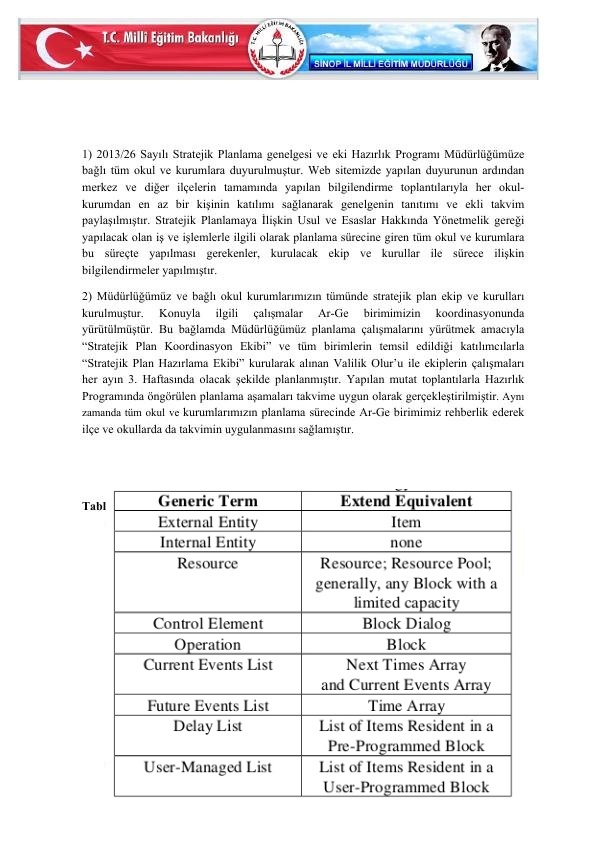 T.C. Millî Eğitim Bakanlığı
T.C. MİLLÎ EĞİTİM BAKANLIĞI
SİNOP İL MİLLİ EĞİTİM MÜDÜRLÜĞÜ
1) 2013/26 Sayılı Stratejik Planlama genelgesi ve eki Hazırlık Programı Müdürlüğümüze
bağlı tüm okul ve kurumlara duyurulmuştur. Web sitemizde yapılan duyurunun ardından
merkez ve diğer ilçelerin tamamında yapılan bilgilendirme toplantılarıyla her okul-
kurumdan en az bir kişinin katılımı sağlanarak genelgenin tanıtımı ve ekli takvim
paylaşılmıştır. Stratejik Planlamaya İlişkin Usul ve Esaslar Hakkında Yönetmelik gereği
yapılacak olan iş ve işlemlerle ilgili olarak planlama sürecine giren tüm okul ve kurumlara
bu süreçte yapılması gerekenler, kurulacak ekip ve kurullar ile sürece ilişkin
bilgilendirmeler yapılmıştır.
2) Müdürlüğümüz ve bağlı okul kurumlarımızın tümünde stratejik plan ekip ve kurulları
kurulmuştur. Konuyla ilgili çalışmalar Ar-Ge birimimizin koordinasyonunda
yürütülmüştür. Bu bağlamda Müdürlüğümüz planlama çalışmalarını yürütmek amacıyla
“Stratejik Plan Koordinasyon Ekibi” ve tüm birimlerin temsil edildiği katılımcılarla
“Stratejik Plan Hazırlama Ekibi” kurularak alınan Valilik Olur’u ile ekiplerin çalışmaları
her ayın 3. Haftasında olacak şekilde planlanmıştır. Yapılan mutat toplantılarla Hazırlık
Programında öngörülen planlama aşamaları takvime uygun olarak gerçekleştirilmiştir. Aynı
zamanda tüm okul ve kurumlarımızın planlama sürecinde Ar-Ge birimimiz rehberlik ederek
ilçe ve okullarda da takvimin uygulanmasını sağlamıştır.
Tabl
Generic Term Extend Equivalent
External Entity Item
Internal Entity none
Resource Resource; Resource Pool;
generally, any Block with a
limited capacity
Control Element Block Dialog
Operation Block
Current Events List Next Times Array
and Current Events Array
Future Events List Time Array
Delay List List of Items Resident in a
Pre-Programmed Block
User-Managed List List of Items Resident in a
User-Programmed Block